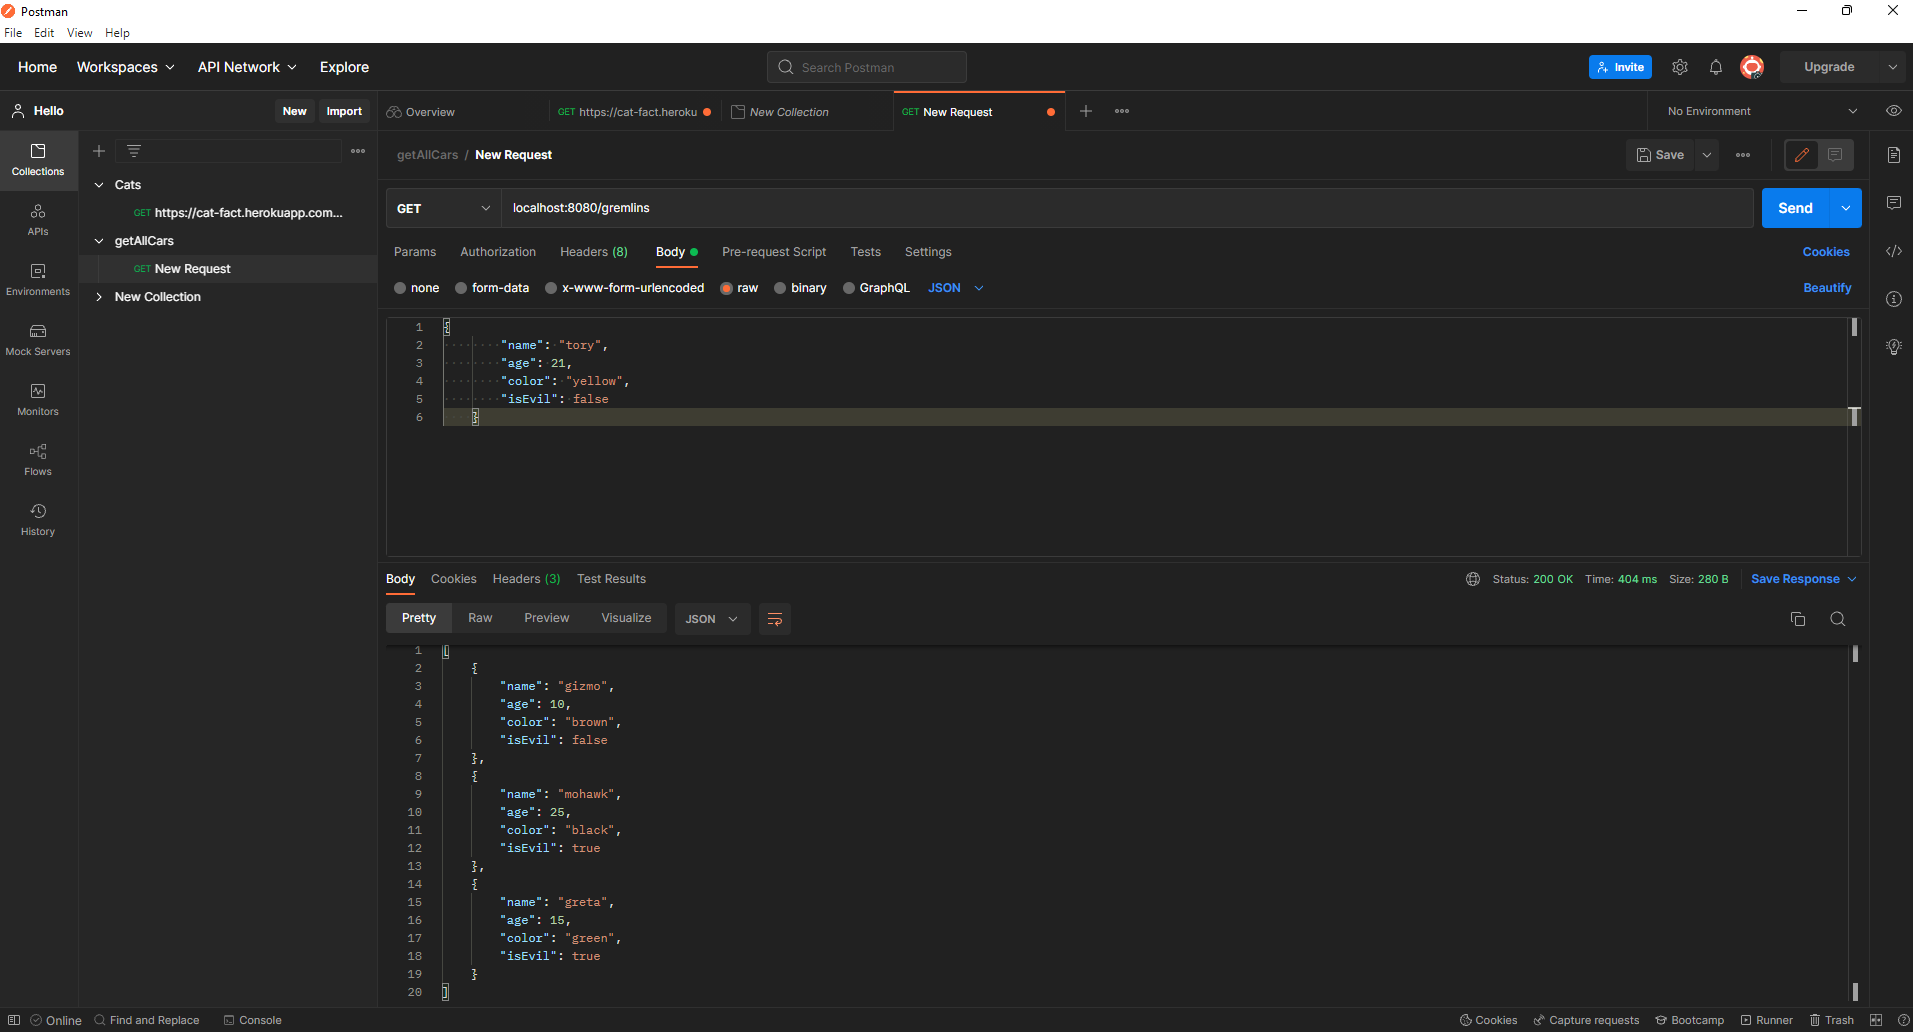 Postman
File Edit View Help
Home Workspaces API Network Explore Search Postman Invite Upgrade
Hello New Import Overview GET https://cat-fact.heroku New Collection GET New Request No Environment
Collections
APIs
Environments
Mock Servers
Monitors
Flows
History
Cats
GET https://cat-fact.herokuapp.com...
getAllCars
GET New Request
New Collection
getAllCars / New Request Save
GET localhost:8080/gremlins Send
Params Authorization Headers (8) Body Pre-request Script Tests Settings Cookies
none form-data x-www-form-urlencoded raw binary GraphQL JSON Beautify
1 {
2 "name": "tory",
3 "age": 21,
4 "color": "yellow",
5 "isEvil": false
6 }
Body Cookies Headers (3) Test Results Status: 200 OK Time: 404 ms Size: 280 B Save Response
Pretty Raw Preview Visualize JSON
1 [
2 {
3 "name": "gizmo",
4 "age": 10,
5 "color": "brown",
6 "isEvil": false
7 },
8 {
9 "name": "mohawk",
10 "age": 25,
11 "color": "black",
12 "isEvil": true
13 },
14 {
15 "name": "greta",
16 "age": 15,
17 "color": "green",
18 "isEvil": true
19 }
20 ]
Online Find and Replace Console Cookies Capture requests Bootcamp Runner Trash